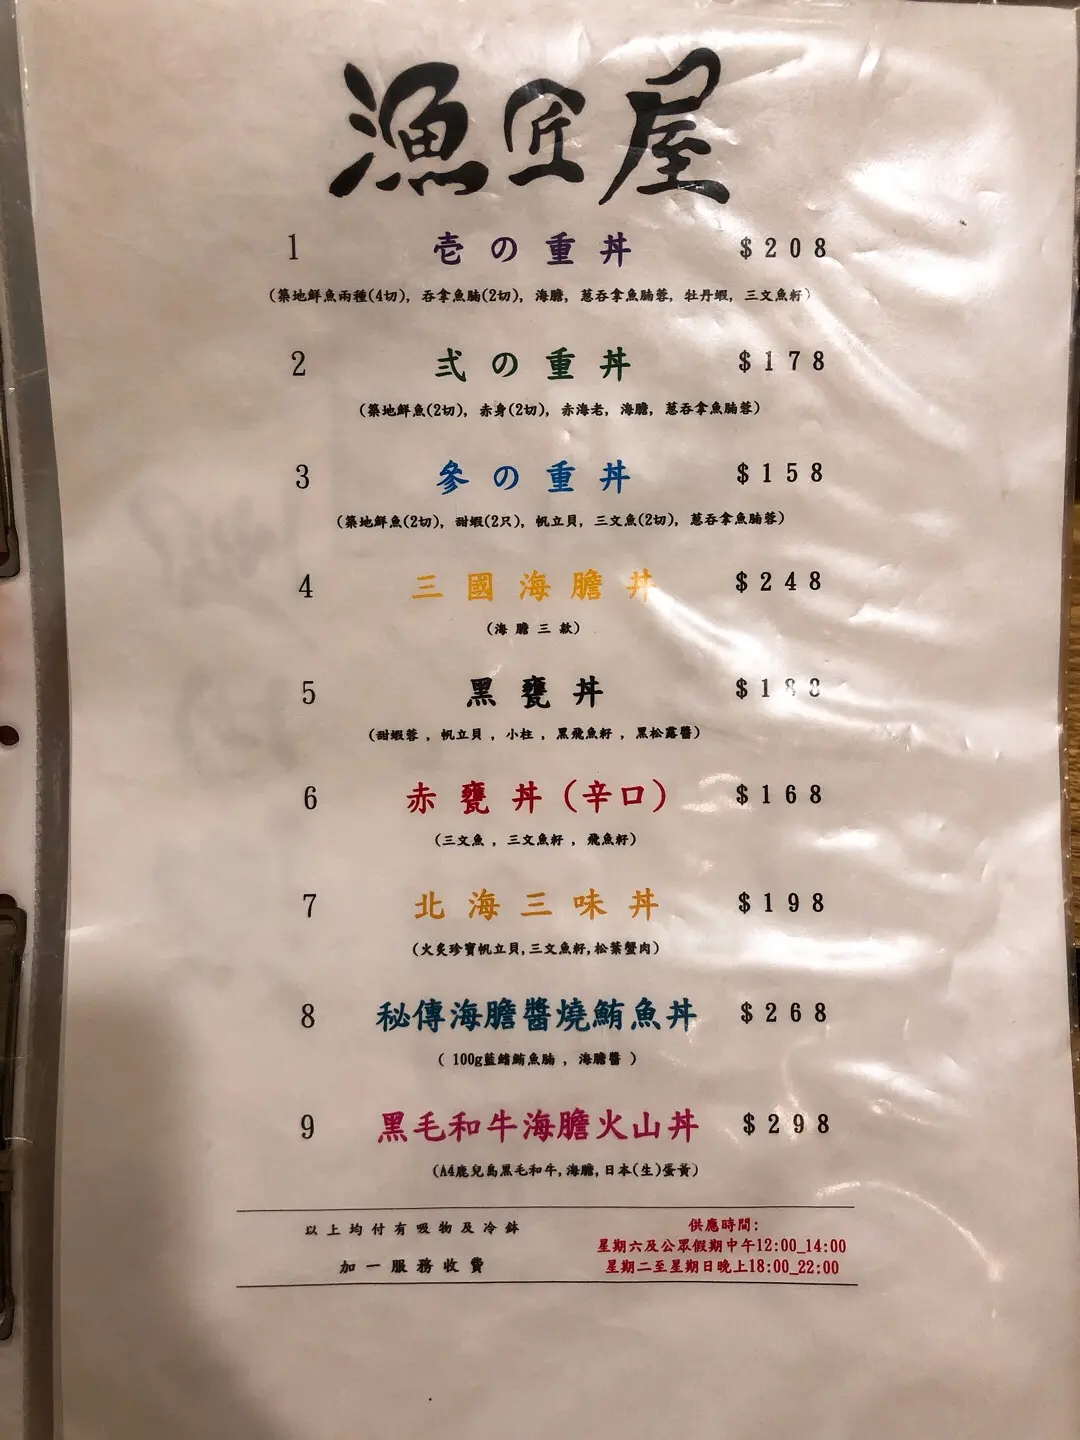 漁匠屋
1 壱の重丼 $208
(築地鮮魚兩種(4切), 吞拿魚腩(2切), 海膽, 蔥吞拿魚腩蓉, 牡丹蝦, 三文魚籽)
2 弍の重丼 $178
(築地鮮魚(2切), 赤身(2切), 赤海老, 海膽, 蔥吞拿魚腩蓉)
3 參の重丼 $158
(築地鮮魚(2切), 甜蝦(2只), 帆立貝, 三文魚(2切), 蔥吞拿魚腩蓉)
4 三國海膽丼 $248
(海膽三款)
5 黑甕丼 $188
(甜蝦蓉 , 帆立貝 , 小柱 , 黑飛魚籽 , 黑松露醬)
6 赤甕丼(辛口) $168
(三文魚 , 三文魚籽 , 飛魚籽)
7 北海三味丼 $198
(火炙珍寶帆立貝,三文魚籽,松葉蟹肉)
8 秘傳海膽醬燒鮪魚丼 $268
( 100g藍鰭鮪魚腩 , 海膽醬 )
9 黑毛和牛海膽火山丼 $298
(A4鹿兒島黑毛和牛,海膽,日本(生)蛋黃)
以上均付有吸物及冷鉢
加一服務收費
供應時間:
星期六及公眾假期中午12:00_14:00
星期二至星期日晚上18:00_22:00